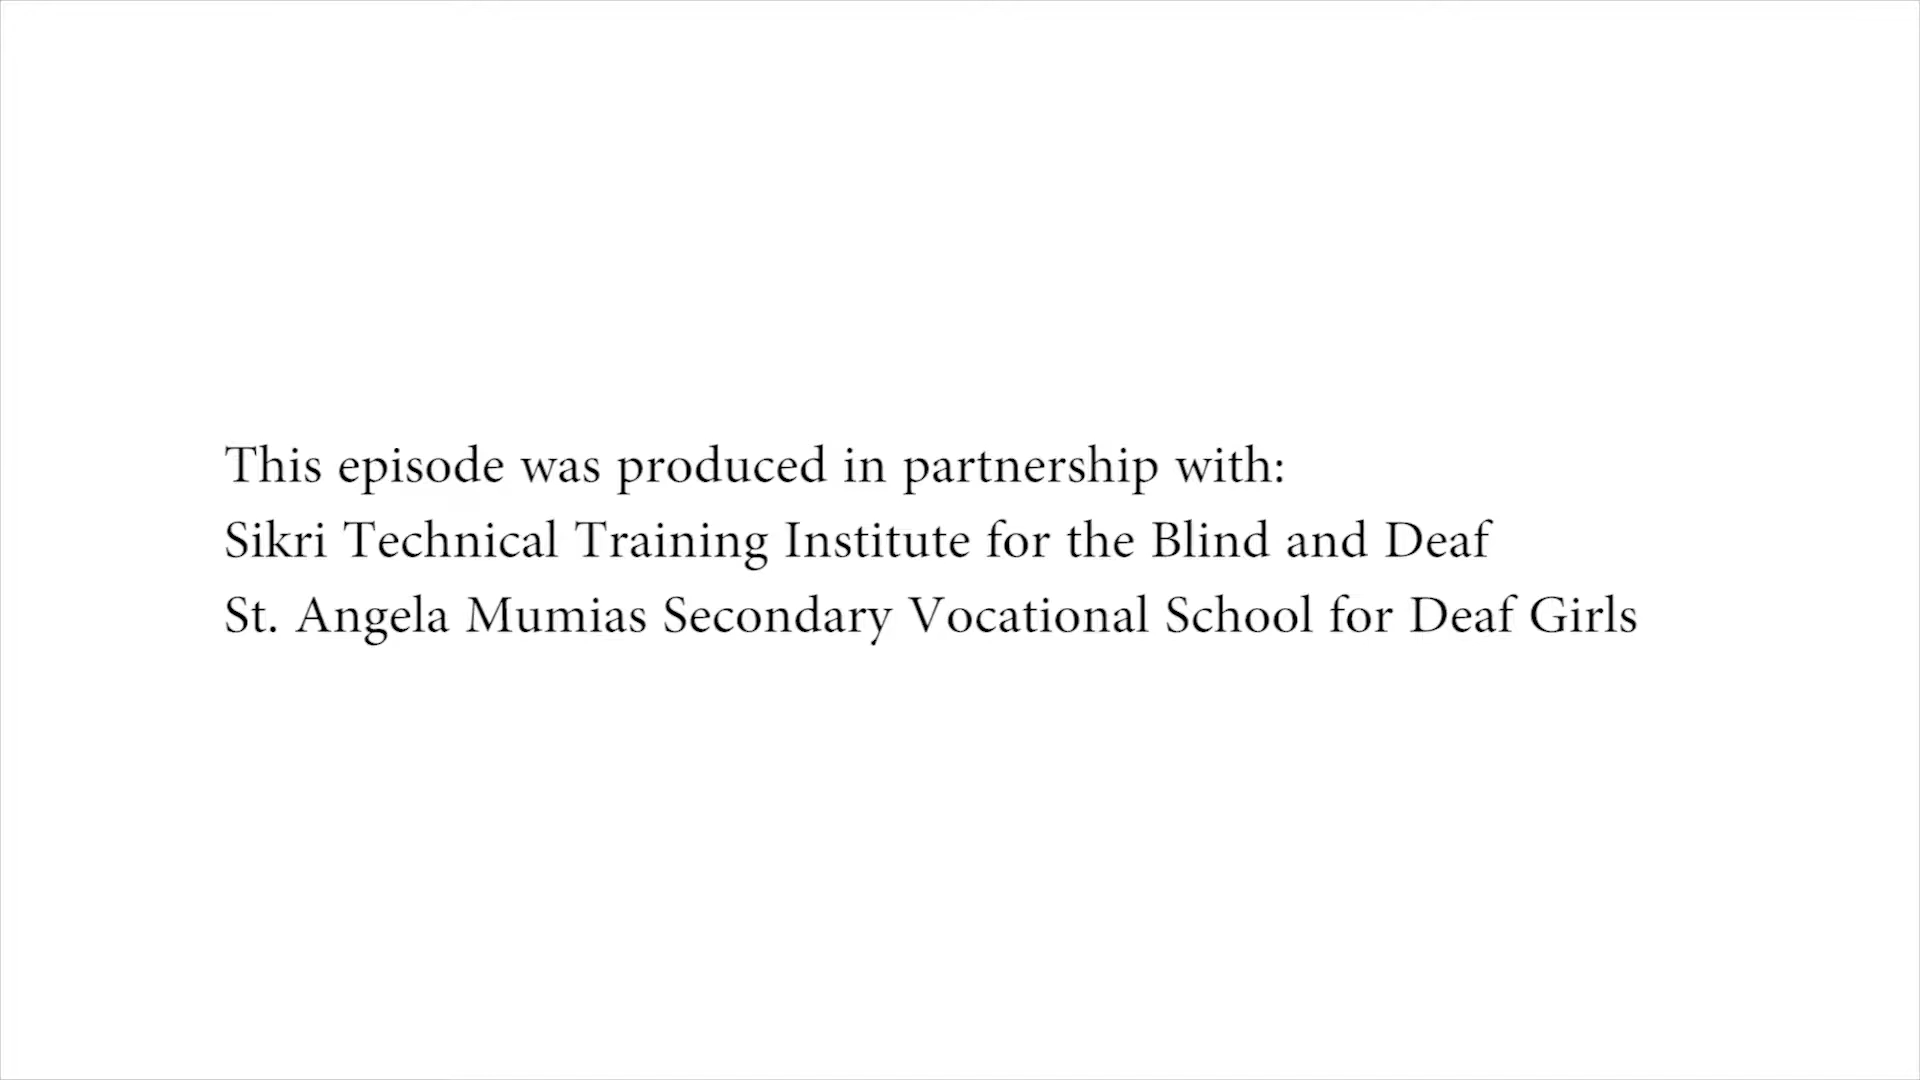 This episode was produced in partnership with:
Sikri Technical Training Institute for the Blind and Deaf
St. Angela Mumias Secondary Vocational School for Deaf Girls